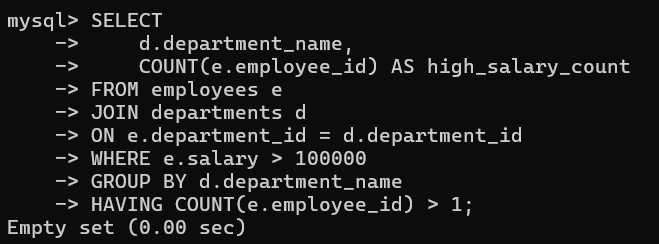 mysql> SELECT
    ->     d.department_name,
    ->     COUNT(e.employee_id) AS high_salary_count
    -> FROM employees e
    -> JOIN departments d
    -> ON e.department_id = d.department_id
    -> WHERE e.salary > 100000
    -> GROUP BY d.department_name
    -> HAVING COUNT(e.employee_id) > 1;
Empty set (0.00 sec)